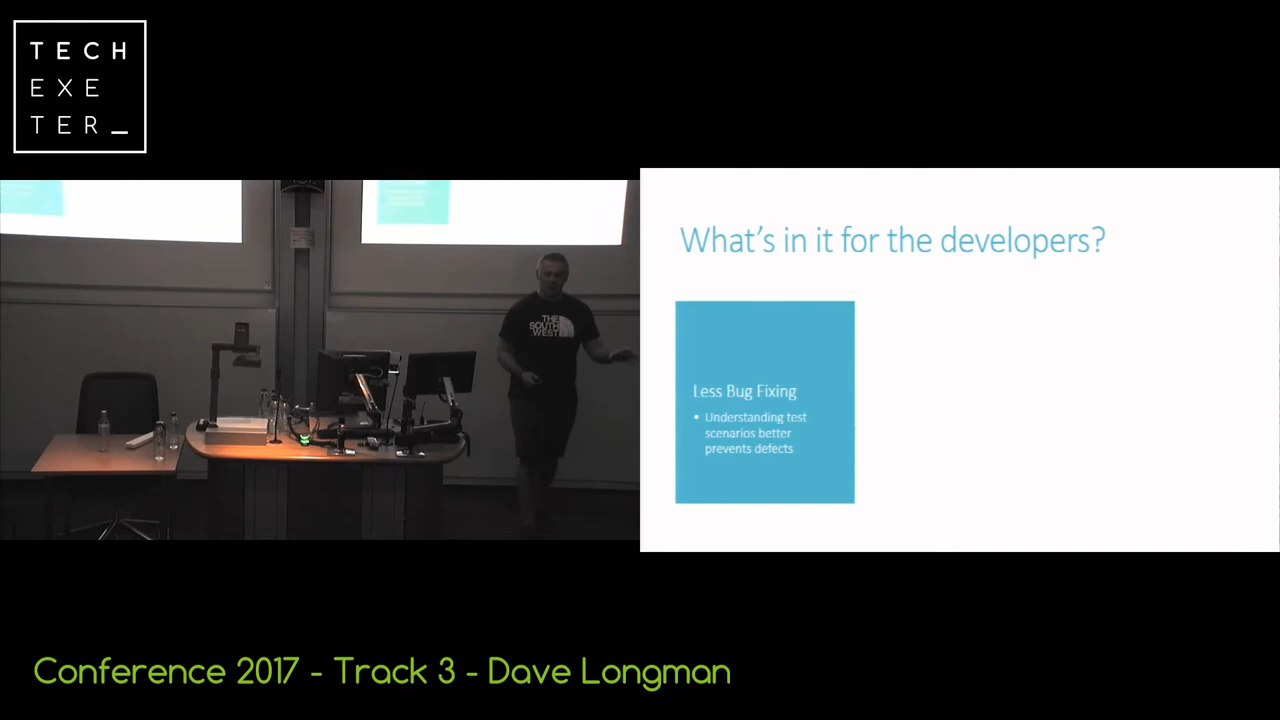 TECH
EXE
TER_
THE
SOUTH
WEST
What's in it for the developers?
Less Bug Fixing
• Understanding test
scenarios better
prevents defects
Conference 2017 - Track 3 - Dave Longman